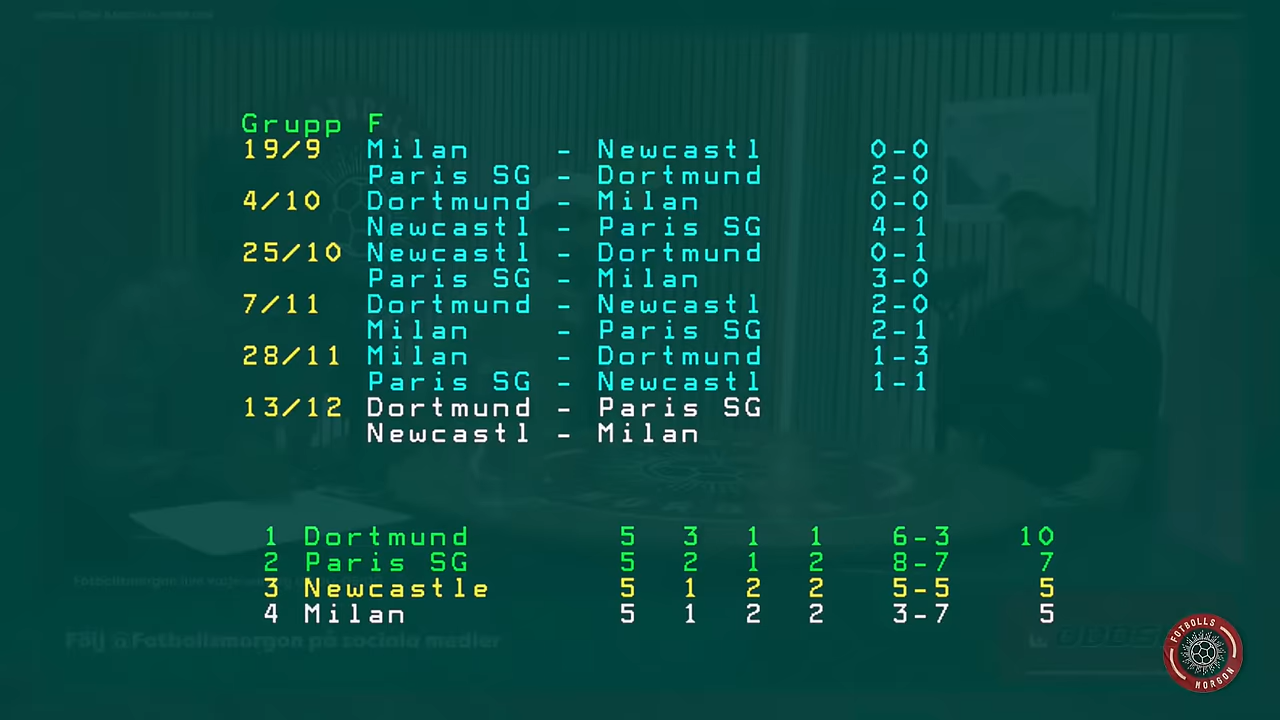 Grupp F
19/9 Milan - Newcastl 0-0
Paris SG - Dortmund 2-0
4/10 Dortmund - Milan 0-0
Newcastl - Paris SG 4-1
25/10 Newcastl - Dortmund 0-1
Paris SG - Milan 3-0
7/11 Dortmund - Newcastl 2-0
Milan - Paris SG 2-1
28/11 Milan - Dortmund 1-3
Paris SG - Newcastl 1-1
13/12 Dortmund - Paris SG
Newcastl - Milan
1 Dortmund 5 3 1 1 6-3 10
2 Paris SG 5 2 1 2 8-7 7
3 Newcastle 5 1 2 2 5-5 5
4 Milan 5 1 2 2 3-7 5
Fotbollsmorgon på sociala medier
FOTBOLLS
MORGON